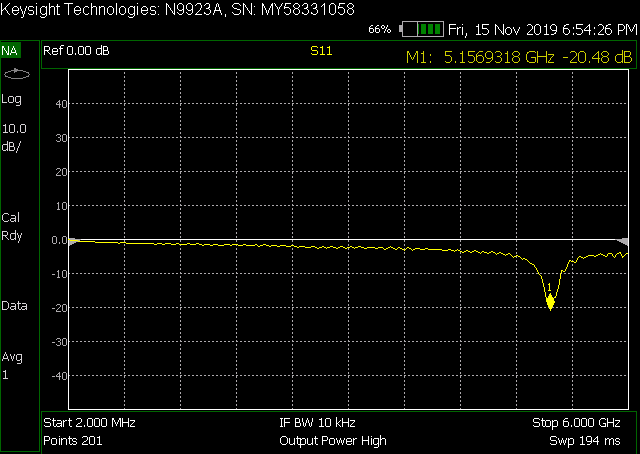 Keysight Technologies: N9923A, SN: MY58331058
66% Fri, 15 Nov 2019 6:54:26 PM
NA Ref 0.00 dB S11
M1: 5.1569318 GHz -20.48 dB
Log
10.0
dB/
Cal
Rdy
Data
Avg
1
40
30
20
10
0.0
-10
-20
-30
-40
1
Start 2.000 MHz IF BW 10 kHz Stop 6.000 GHz
Points 201 Output Power High Swp 194 ms